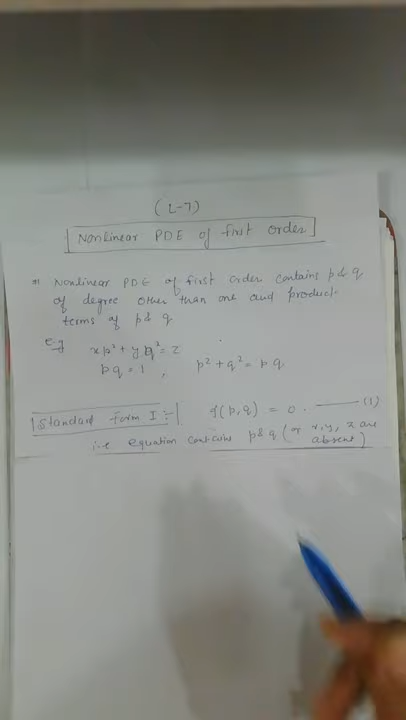 (L-7)
Nonlinear PDE of first order
Nonlinear PDE of first order contains p & q
of degree other than one and product
terms of p & q
e.g xp² + yq² = z
pq = 1 , p² + q² = pq
Standard form I :- f(p,q) = 0. —— (1)
i.e equation contains p & q (or x, y, z are
absent)